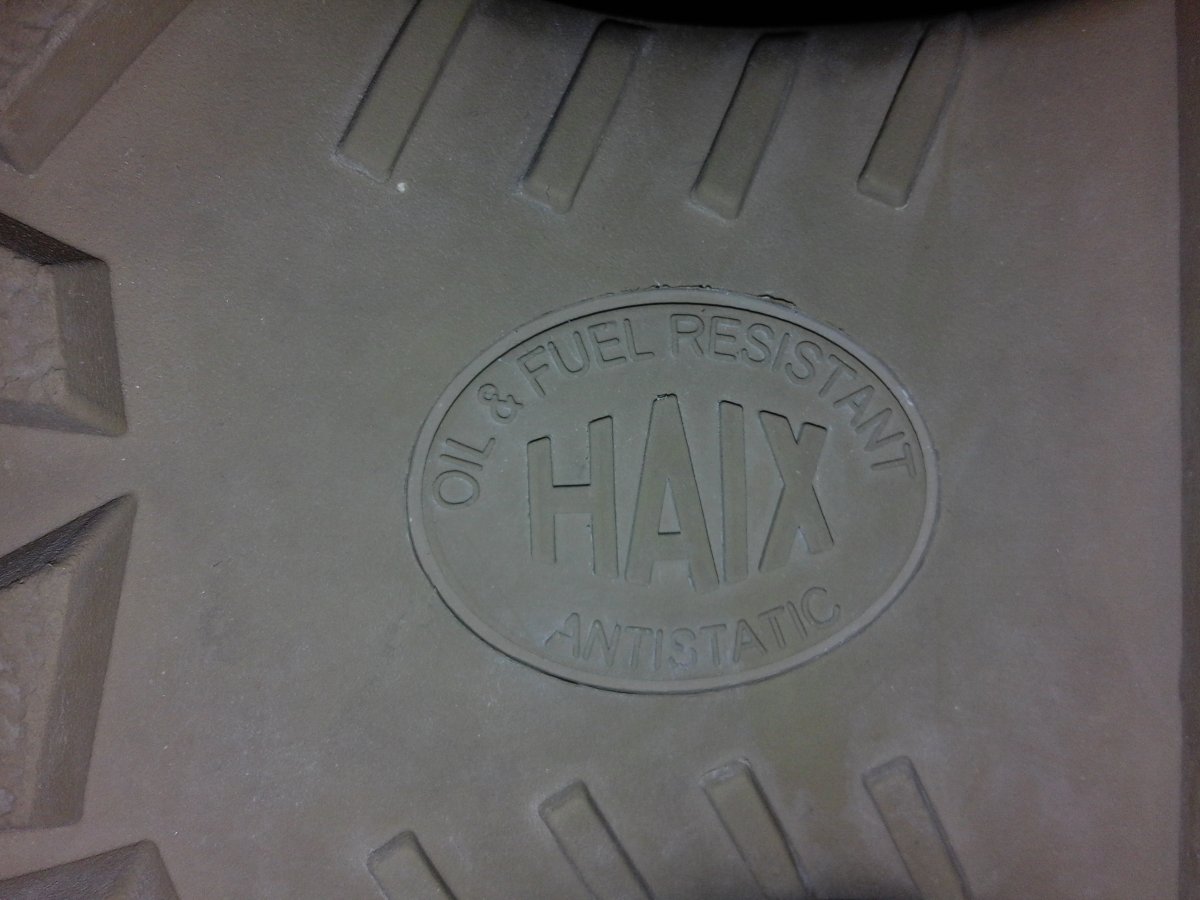 OIL & FUEL RESISTANT
HAIX
ANTISTATIC